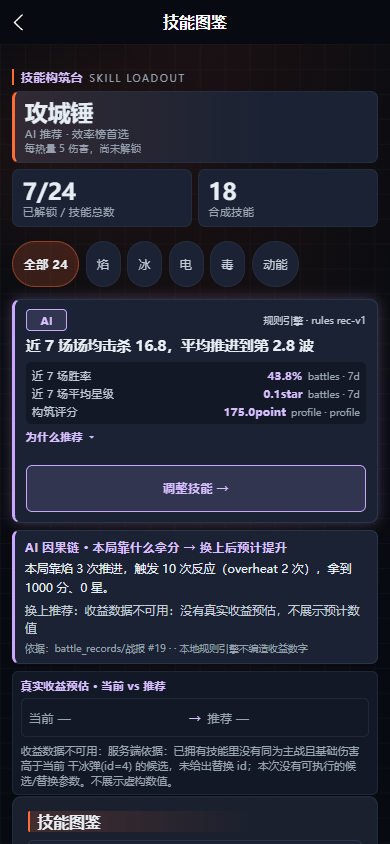 技能图鉴
技能构筑台 SKILL LOADOUT
攻城锤
AI 推荐 · 效率榜首选
每热量 5 伤害，尚未解锁
7/24
已解锁 / 技能总数
18
合成技能
全部 24
焰
冰
电
毒
动能
AI
规则引擎 · rules rec-v1
近 7 场场均击杀 16.8，平均推进到第 2.8 波
近 7 场胜率 43.8% battles · 7d
近 7 场平均星级 0.1star battles · 7d
构筑评分 175.0point profile · profile
为什么推荐
调整技能 →
AI 因果链 · 本局靠什么拿分 → 换上后预计提升
本局靠焰 3 次推进，触发 10 次反应（overheat 2 次），拿到
1000 分、0 星。
换上推荐：收益数据不可用：没有真实收益预估，不展示预计数
值
依据：battle_records/战报 #19 · · 本地规则引擎不编造收益数字
真实收益预估 · 当前 vs 推荐
当前 — → 推荐 —
收益数据不可用：服务端依据：已拥有技能里没有同为主战且基础伤害
高于当前 干冰弹(id=4) 的候选，未给出替换 id；本次没有可执行的候
选/替换参数。不展示虚构数值。
技能图鉴